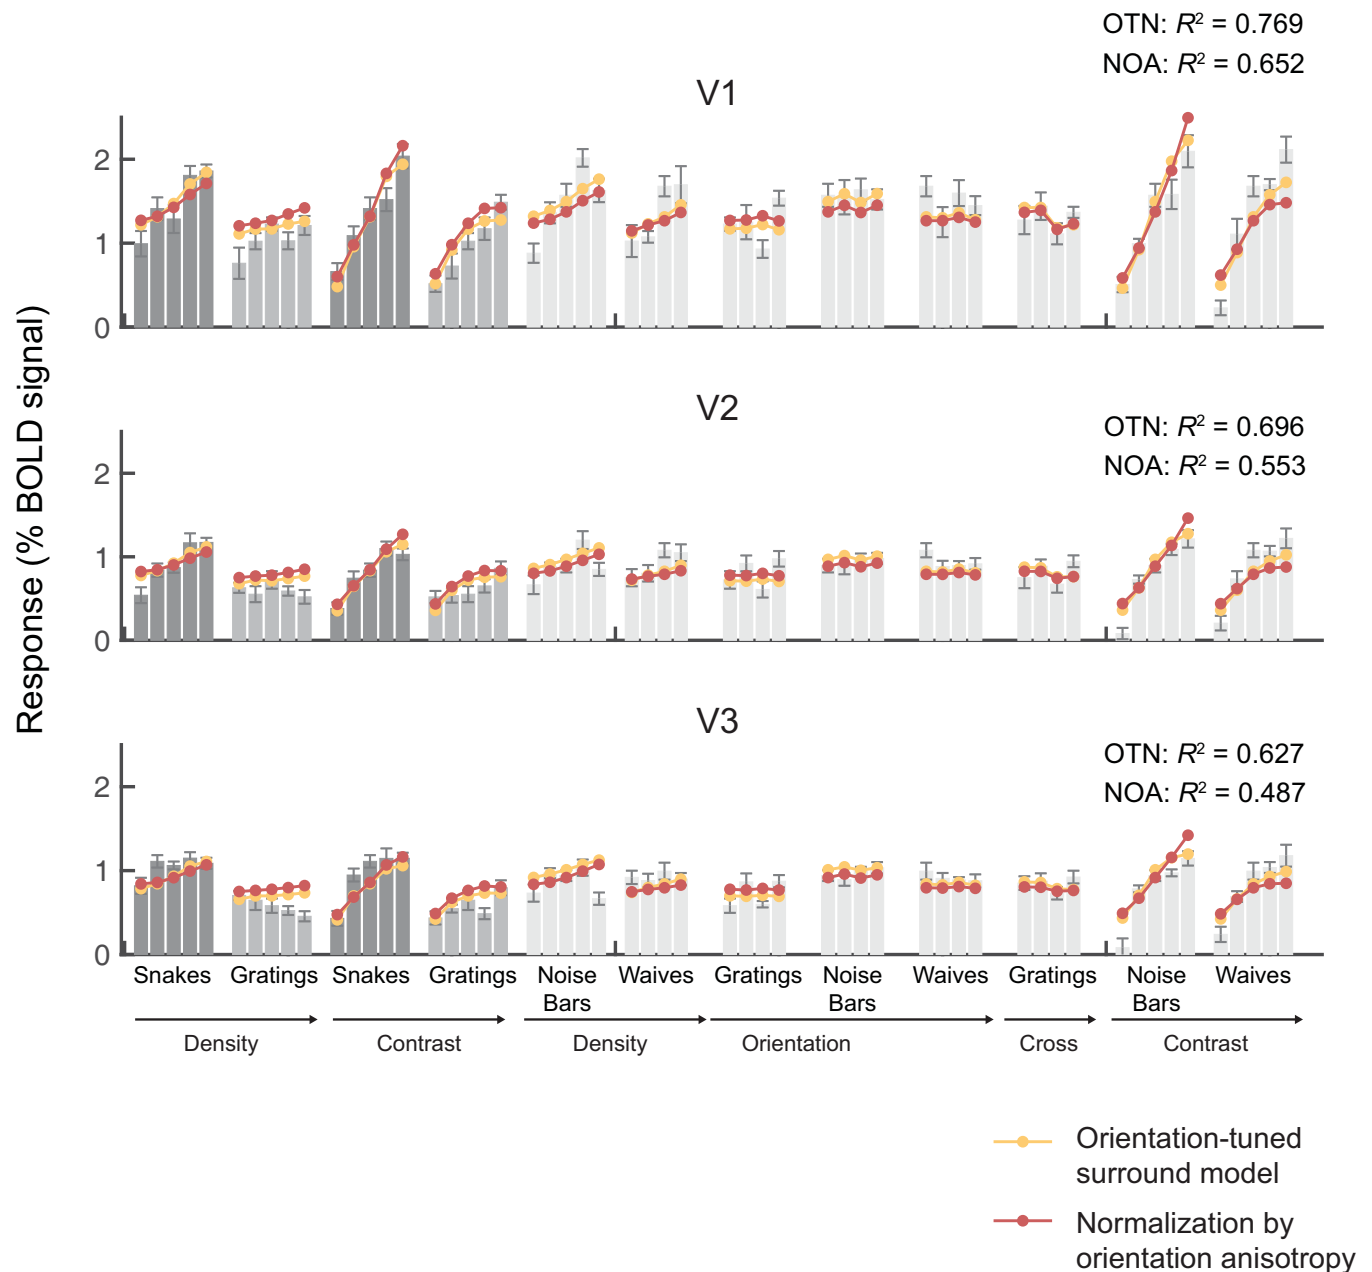 OTN: R² = 0.769
NOA: R² = 0.652
V1
2
1
0
Response (% BOLD signal)
V2
OTN: R² = 0.696
NOA: R² = 0.553
2
1
0
V3
OTN: R² = 0.627
NOA: R² = 0.487
2
1
0
Snakes Gratings Snakes Gratings Noise Bars Waives Gratings Noise Bars Waives Gratings Noise Bars Waives
Density Contrast Density Orientation Cross Contrast
Orientation-tuned
surround model
Normalization by
orientation anisotropy